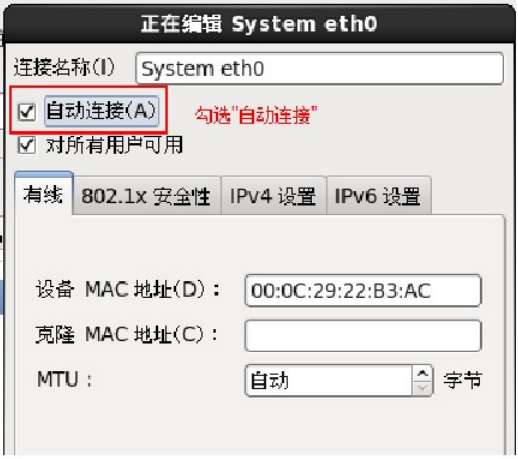 正在编辑 System eth0
连接名称(I) System eth0
自动连接(A) 勾选"自动连接"
对所有用户可用
有线 802.1x 安全性 IPv4 设置 IPv6 设置
设备 MAC 地址(D)： 00:0C:29:22:B3:AC
克隆 MAC 地址(C)：
MTU： 自动 字节